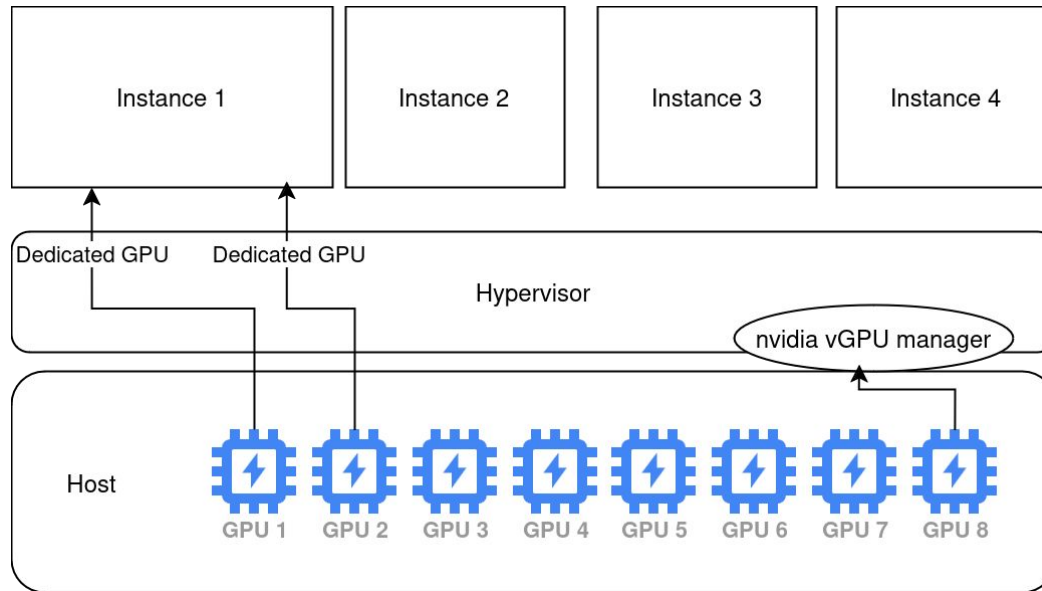 Instance 1
Instance 2
Instance 3
Instance 4
Dedicated GPU
Dedicated GPU
Hypervisor
nvidia vGPU manager
Host
GPU 1
GPU 2
GPU 3
GPU 4
GPU 5
GPU 6
GPU 7
GPU 8